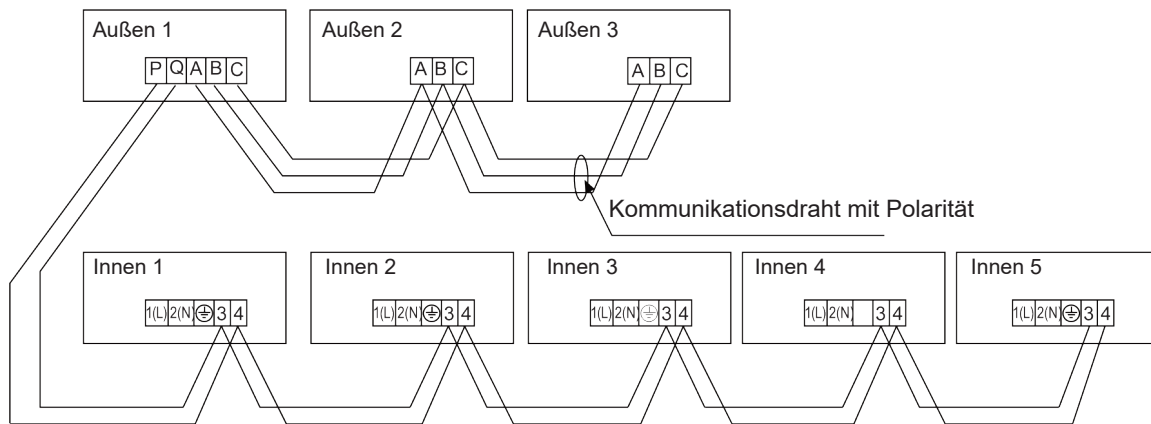 Außen 1
Außen 2
Außen 3
P Q A B C
A B C
A B C
Kommunikationsdraht mit Polarität
Innen 1
Innen 2
Innen 3
Innen 4
Innen 5
1(L) 2(N) 3 4
1(L) 2(N) 3 4
1(L) 2(N) 3 4
1(L) 2(N) 3 4
1(L) 2(N) 3 4